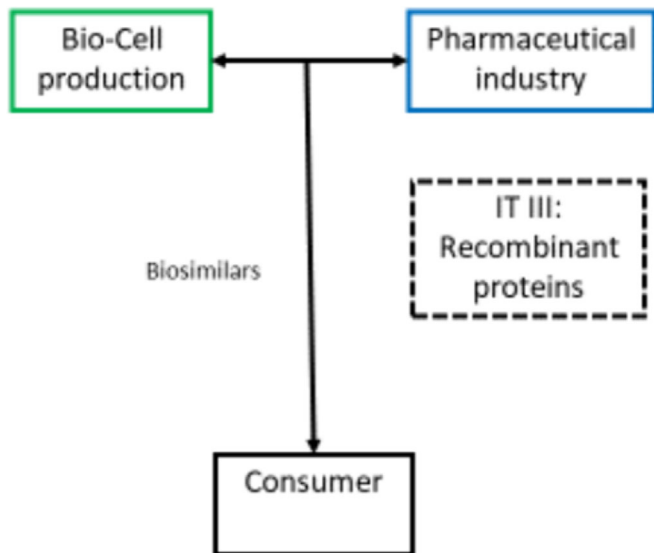 Bio-Cell
production
Pharmaceutical
industry
IT III:
Recombinant
proteins
Biosimilars
Consumer